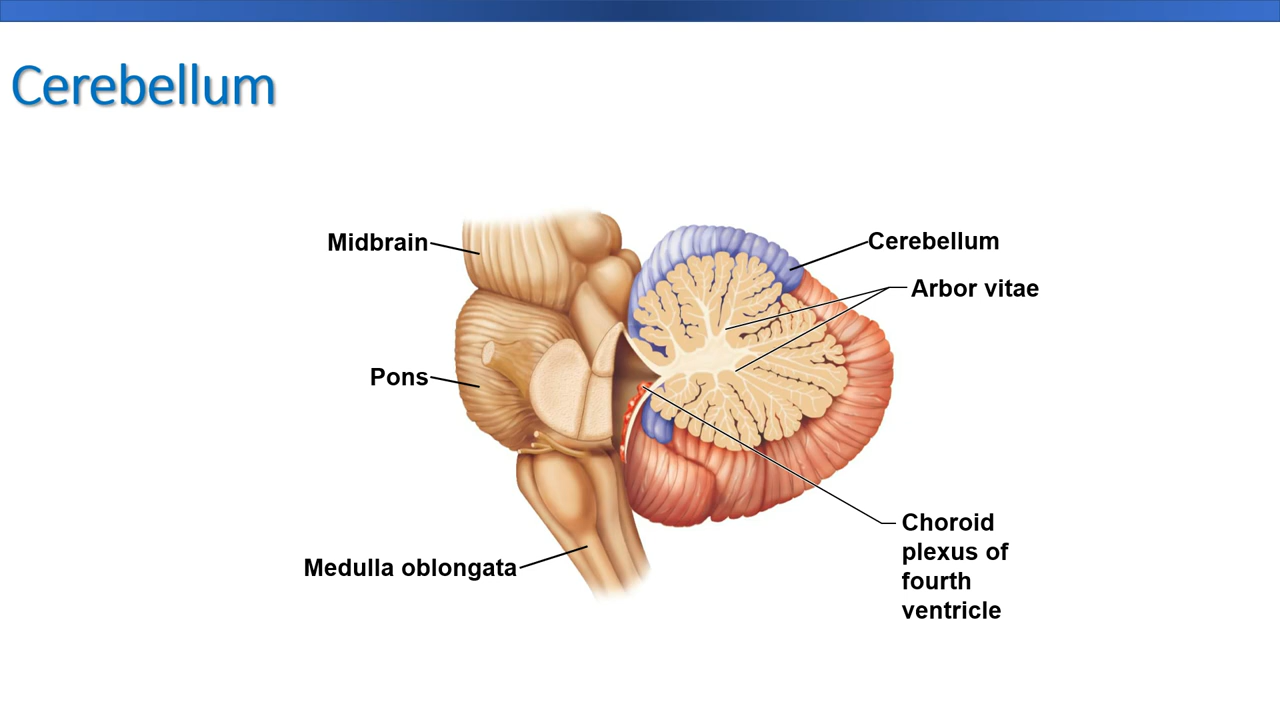 Cerebellum
Midbrain
Cerebellum
Arbor vitae
Pons
Choroid
plexus of
fourth
ventricle
Medulla oblongata